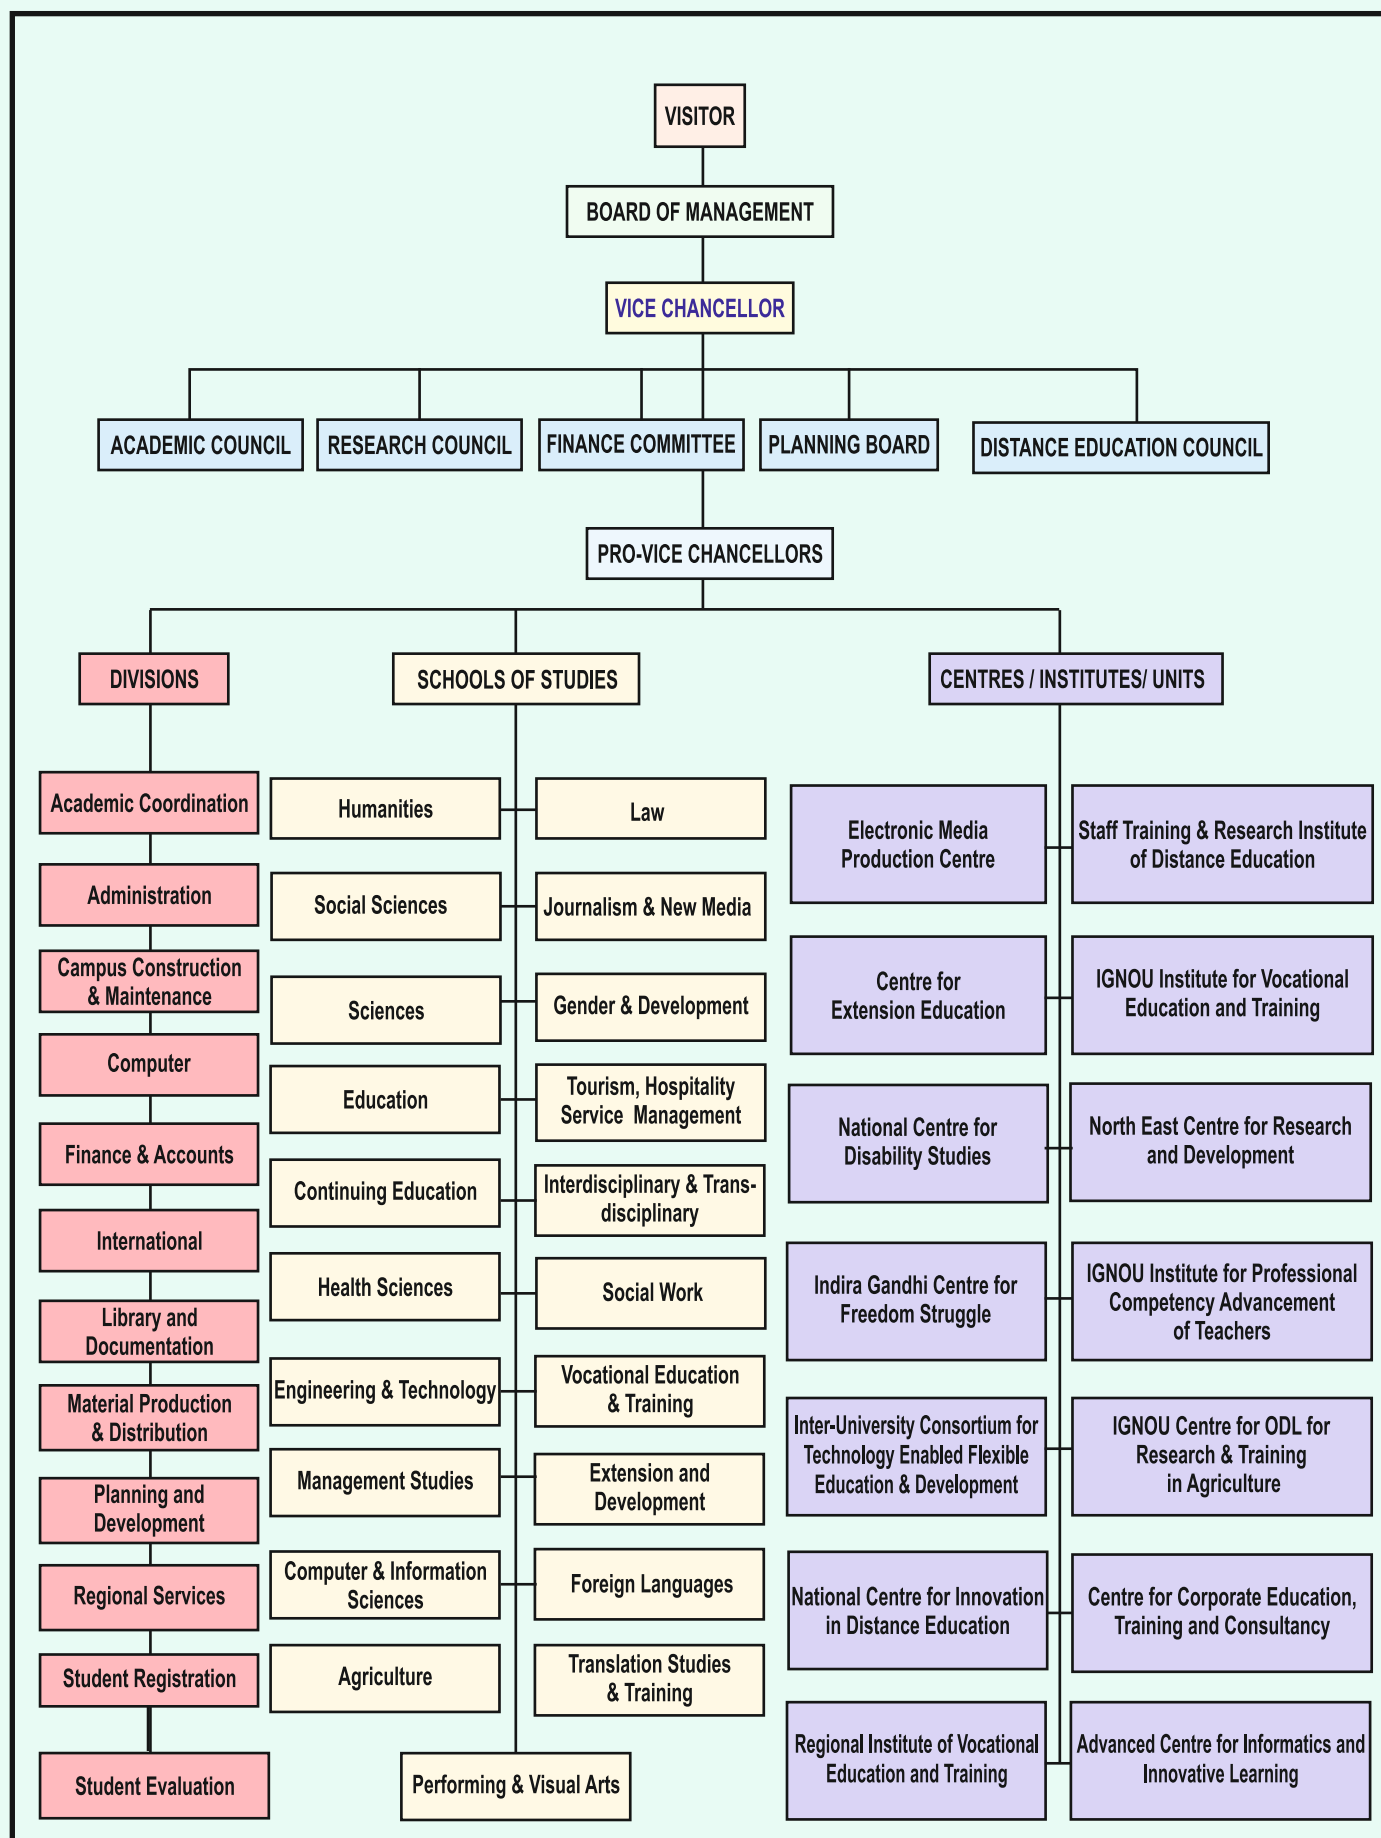 VISITOR
BOARD OF MANAGEMENT
VICE CHANCELLOR
ACADEMIC COUNCIL
RESEARCH COUNCIL
FINANCE COMMITTEE
PLANNING BOARD
DISTANCE EDUCATION COUNCIL
PRO-VICE CHANCELLORS
DIVISIONS
Academic Coordination
Administration
Campus Construction
& Maintenance
Computer
Finance & Accounts
International
Library and
Documentation
Material Production
& Distribution
Planning and
Development
Regional Services
Student Registration
Student Evaluation
SCHOOLS OF STUDIES
Humanities
Law
Social Sciences
Journalism & New Media
Sciences
Gender & Development
Education
Tourism, Hospitality
Service Management
Continuing Education
Interdisciplinary & Trans-
disciplinary
Health Sciences
Social Work
Engineering & Technology
Vocational Education
& Training
Management Studies
Extension and
Development
Computer & Information
Sciences
Foreign Languages
Agriculture
Translation Studies
& Training
Performing & Visual Arts
CENTRES / INSTITUTES/ UNITS
Electronic Media
Production Centre
Staff Training & Research Institute
of Distance Education
Centre for
Extension Education
IGNOU Institute for Vocational
Education and Training
National Centre for
Disability Studies
North East Centre for Research
and Development
Indira Gandhi Centre for
Freedom Struggle
IGNOU Institute for Professional
Competency Advancement
of Teachers
Inter-University Consortium for
Technology Enabled Flexible
Education & Development
IGNOU Centre for ODL for
Research & Training
in Agriculture
National Centre for Innovation
in Distance Education
Centre for Corporate Education,
Training and Consultancy
Regional Institute of Vocational
Education and Training
Advanced Centre for Informatics and
Innovative Learning